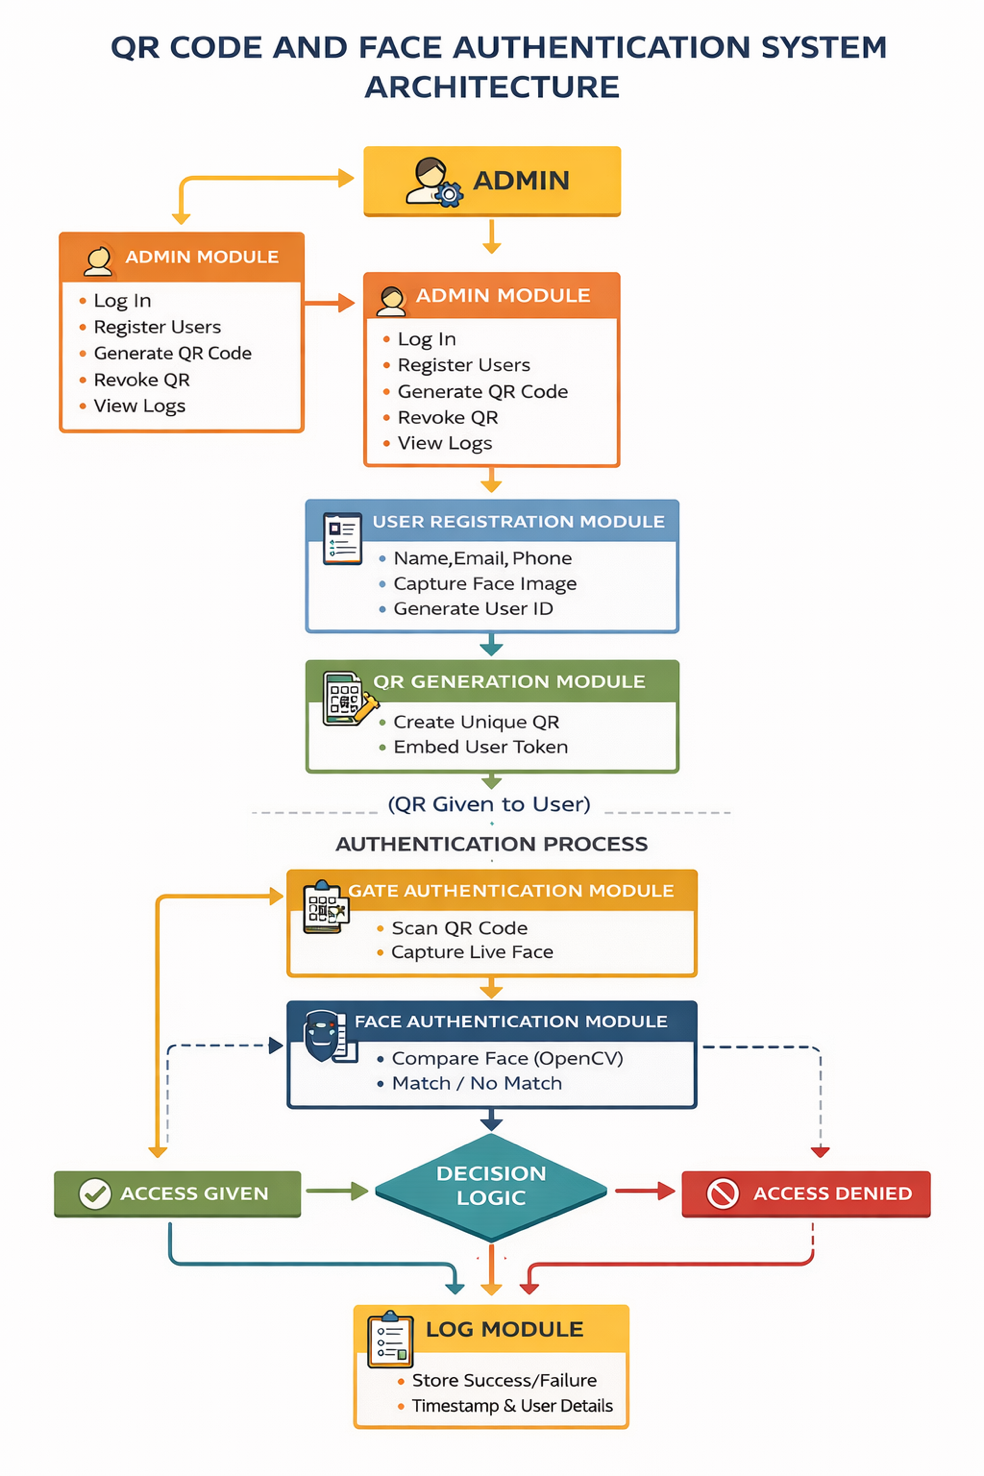 QR CODE AND FACE AUTHENTICATION SYSTEM
ARCHITECTURE
ADMIN
ADMIN MODULE
• Log In
• Register Users
• Generate QR Code
• Revoke QR
• View Logs
ADMIN MODULE
• Log In
• Register Users
• Generate QR Code
• Revoke QR
• View Logs
USER REGISTRATION MODULE
• Name,Email, Phone
• Capture Face Image
• Generate User ID
QR GENERATION MODULE
• Create Unique QR
• Embed User Token
(QR Given to User)
AUTHENTICATION PROCESS
GATE AUTHENTICATION MODULE
• Scan QR Code
• Capture Live Face
FACE AUTHENTICATION MODULE
• Compare Face (OpenCV)
• Match / No Match
ACCESS GIVEN
DECISION
LOGIC
ACCESS DENIED
LOG MODULE
• Store Success/Failure
• Timestamp & User Details